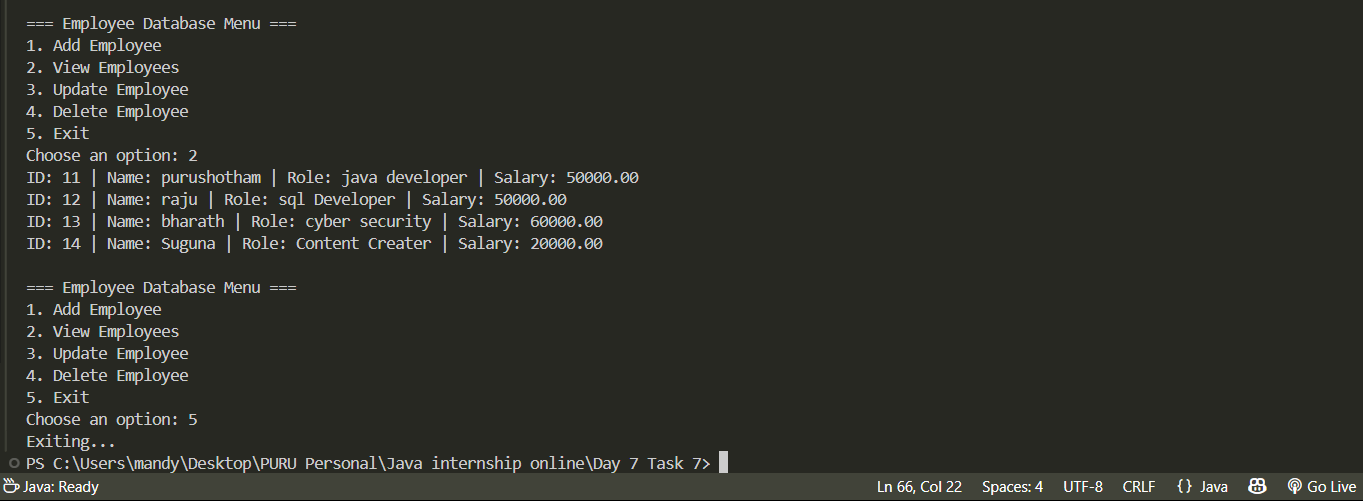 === Employee Database Menu ===
1. Add Employee
2. View Employees
3. Update Employee
4. Delete Employee
5. Exit
Choose an option: 2
ID: 11 | Name: purushotham | Role: java developer | Salary: 50000.00
ID: 12 | Name: raju | Role: sql Developer | Salary: 50000.00
ID: 13 | Name: bharath | Role: cyber security | Salary: 60000.00
ID: 14 | Name: Suguna | Role: Content Creater | Salary: 20000.00
=== Employee Database Menu ===
1. Add Employee
2. View Employees
3. Update Employee
4. Delete Employee
5. Exit
Choose an option: 5
Exiting...
PS C:\Users\mandy\Desktop\PURU Personal\Java internship online\Day 7 Task 7>
Java: Ready Ln 66, Col 22 Spaces: 4 UTF-8 CRLF {} Java Go Live